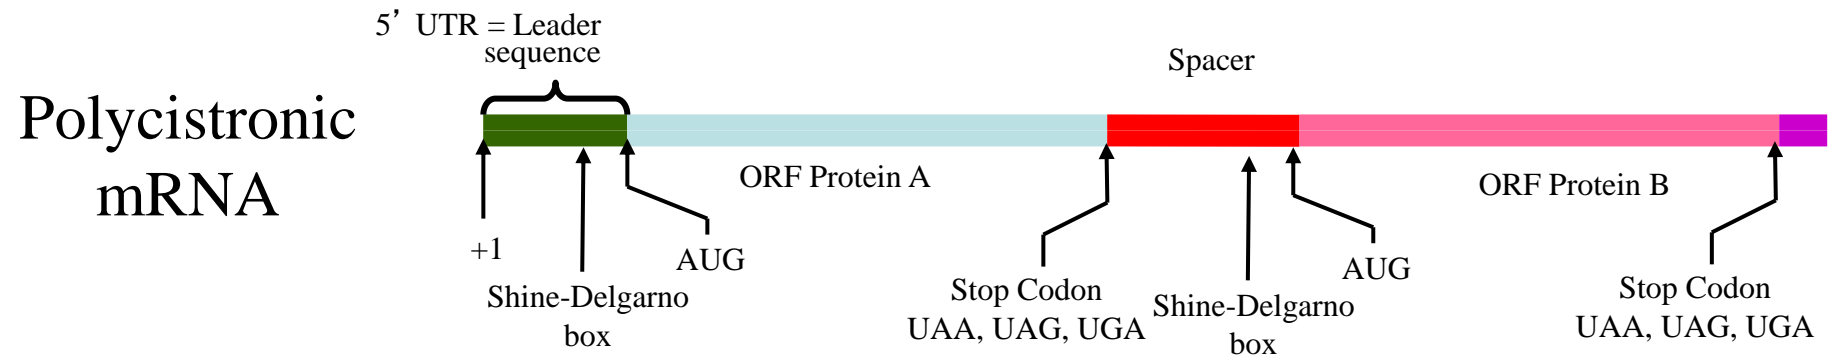 5’ UTR = Leader
sequence
Spacer
Polycistronic
mRNA
ORF Protein A
ORF Protein B
+1
AUG
Shine-Delgarno
box
Stop Codon
UAA, UAG, UGA
Shine-Delgarno
box
AUG
Stop Codon
UAA, UAG, UGA